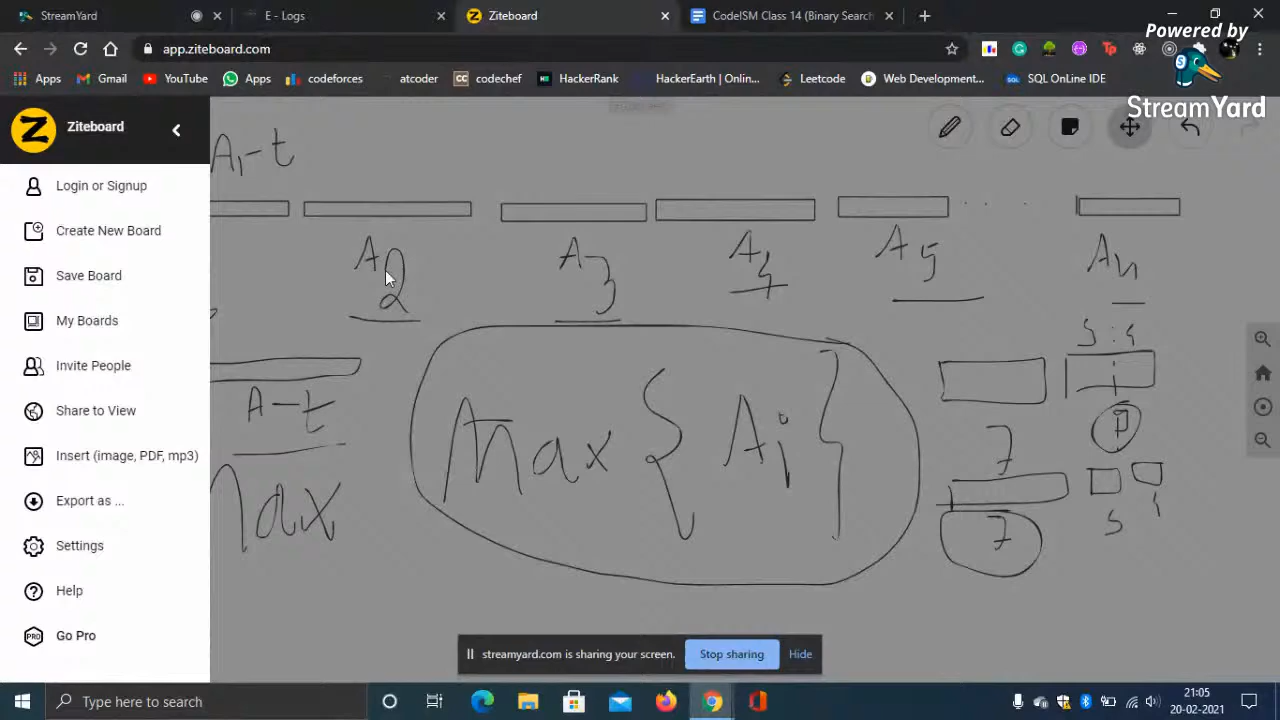 StreamYard
E - Logs
Ziteboard
CodeISM Class 14 (Binary Search
Powered by
StreamYard
app.ziteboard.com
Apps
Gmail
YouTube
Apps
codeforces
atcoder
CC codechef
HackerRank
HackerEarth | Onlin...
Leetcode
Web Developmen...
SQL OnLine IDE
Ziteboard
Login or Signup
Create New Board
Save Board
My Boards
Invite People
Share to View
Insert (image, PDF, mp3)
Export as ...
Settings
Help
PRO Go Pro
A1-t
A2
A3
A4
A5
An
A-t
Max
Max { Ai }
7
7
5
streamyard.com is sharing your screen.
Stop sharing
Hide
Type here to search
21:05
20-02-2021